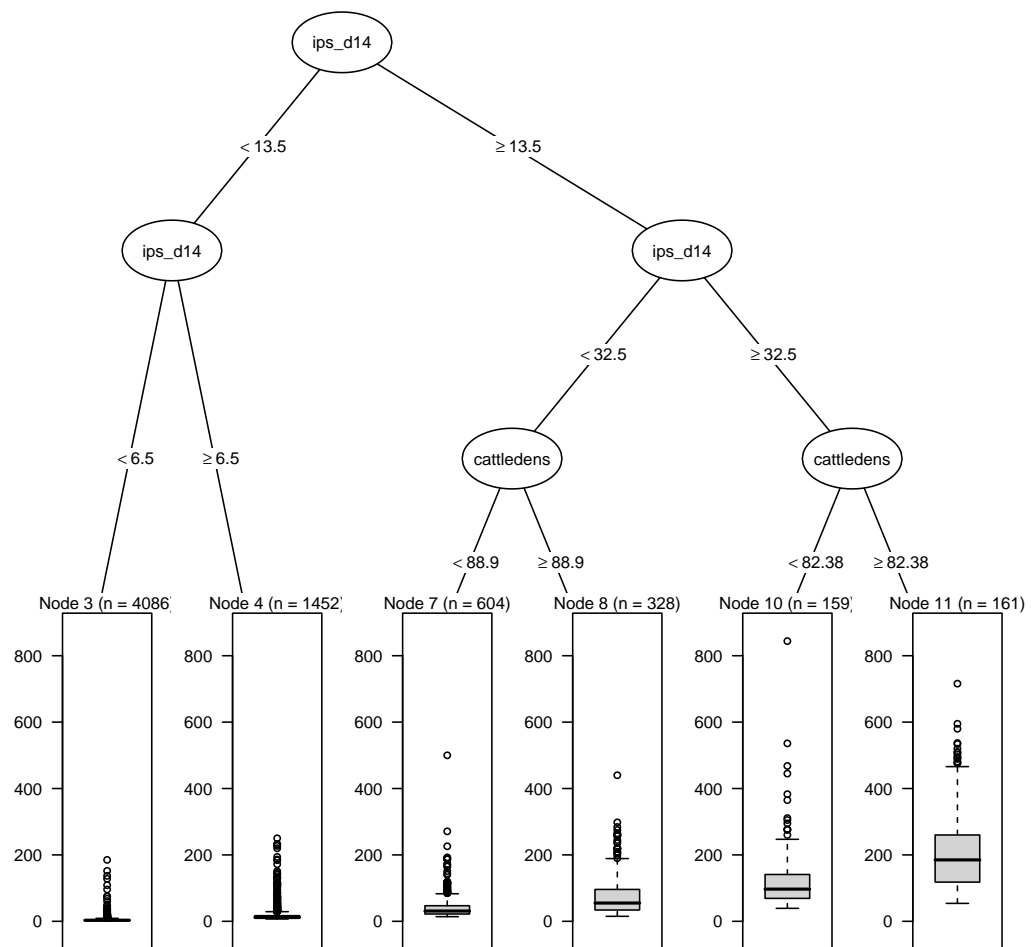 ips_d14
< 13.5
≥ 13.5
ips_d14
ips_d14
< 32.5
≥ 32.5
< 6.5
≥ 6.5
cattledens
cattledens
< 88.9
≥ 88.9
< 82.38
≥ 82.38
Node 3 (n = 4086)
Node 4 (n = 1452)
Node 7 (n = 604)
Node 8 (n = 328)
Node 10 (n = 159)
Node 11 (n = 161)
800 800 800 800 800 800
600 600 600 600 600 600
400 400 400 400 400 400
200 200 200 200 200 200
0 0 0 0 0 0